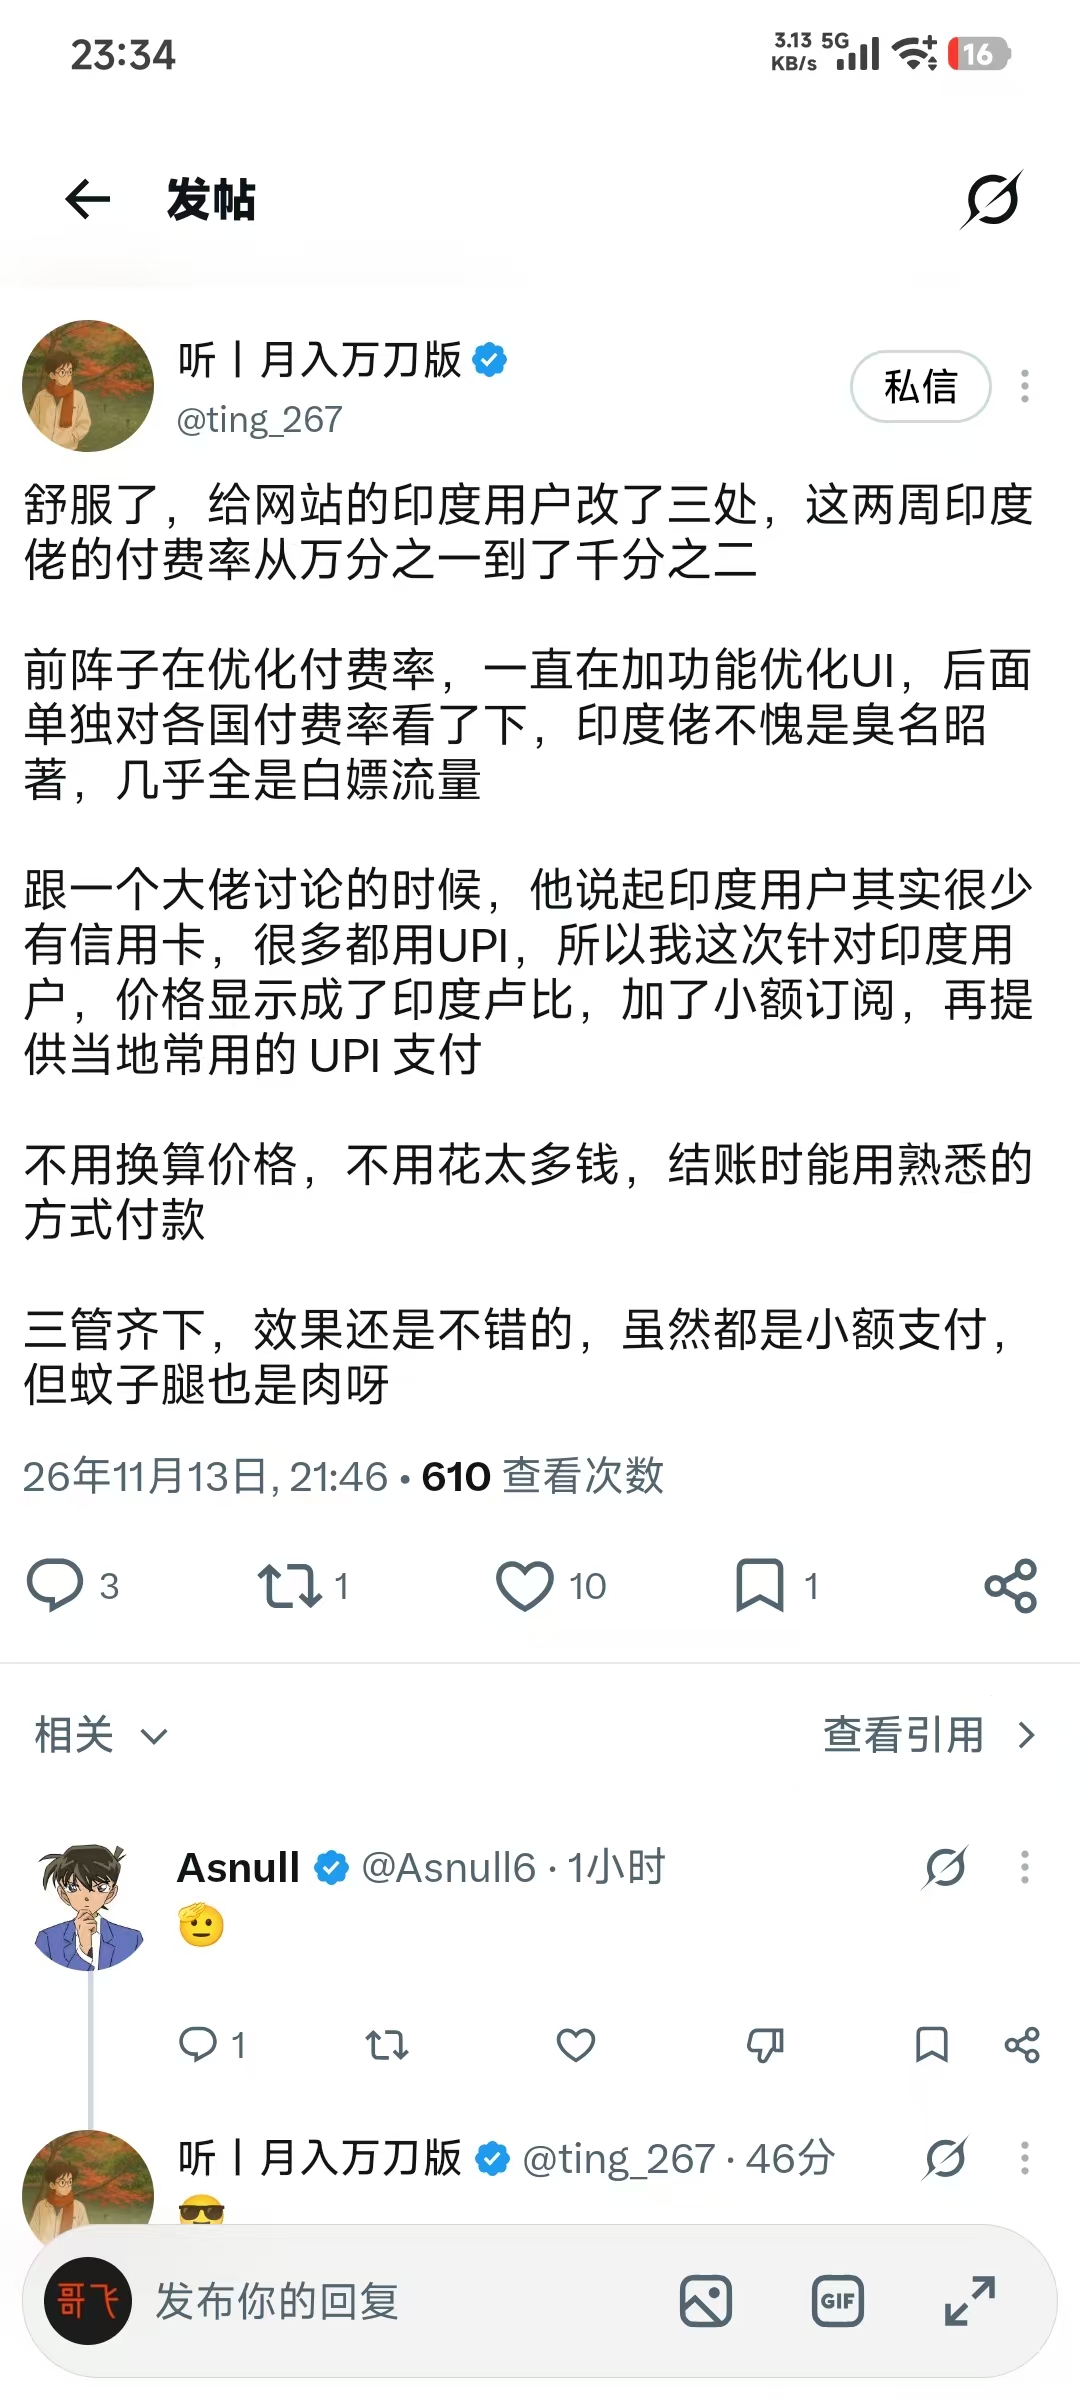 23:34
3.13 KB/s 5G 16
发帖
听丨月入万刀版
@ting_267
私信
舒服了，给网站的印度用户改了三处，这两周印度
佬的付费率从万分之一到了千分之二
前阵子在优化付费率，一直在加功能优化UI，后面
单独对各国付费率看了下，印度佬不愧是臭名昭
著，几乎全是白嫖流量
跟一个大佬讨论的时候，他说起印度用户其实很少
有信用卡，很多都用UPI，所以我这次针对印度用
户，价格显示成了印度卢比，加了小额订阅，再提
供当地常用的 UPI 支付
不用换算价格，不用花太多钱，结账时能用熟悉的
方式付款
三管齐下，效果还是不错的，虽然都是小额支付，
但蚊子腿也是肉呀
26年11月13日, 21:46 • 610 查看次数
3 1 10 1
相关 查看引用
Asnull @Asnull6 · 1小时
1
听丨月入万刀版 @ting_267 · 46分
哥飞 发布你的回复 GIF